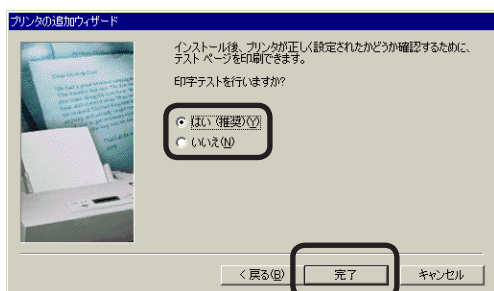 プリンタの追加ウィザード
インストール後、プリンタが正しく設定されたかどうか確認するために、
テスト ページを印刷できます。
印字テストを行いますか?
はい (推奨)(Y)
いいえ(N)
< 戻る(B)
完了
キャンセル